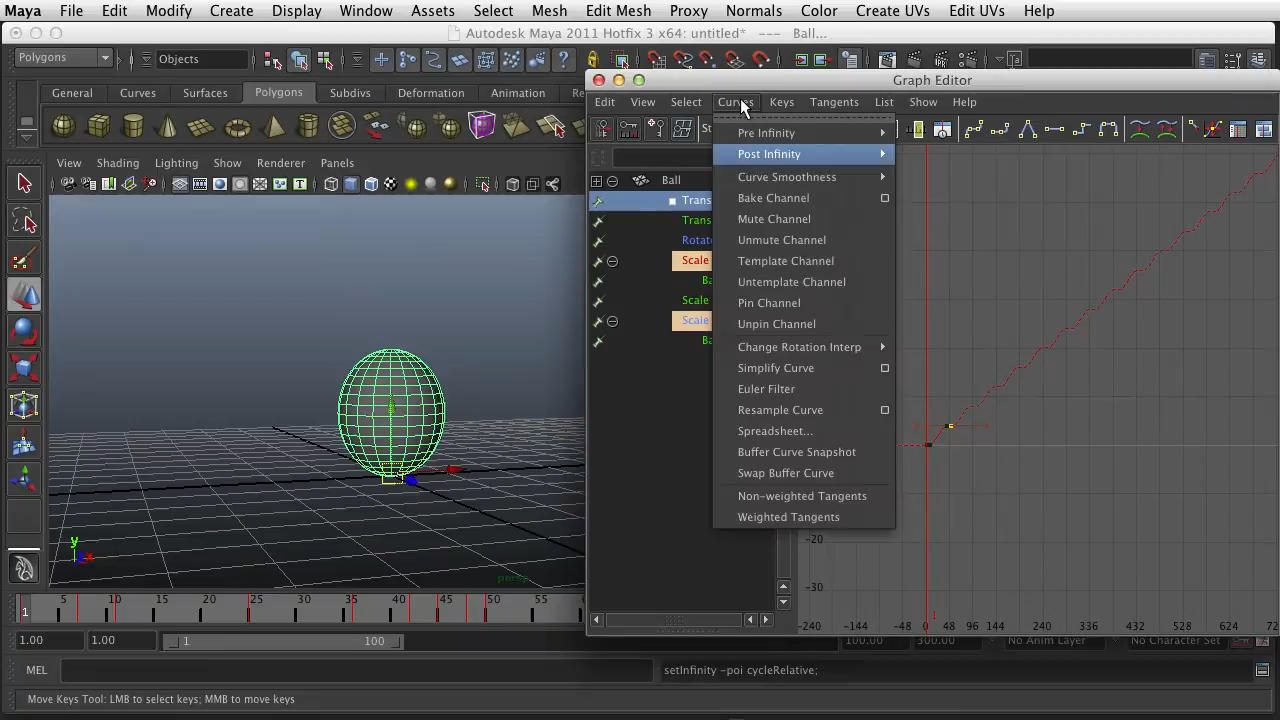 Maya File Edit Modify Create Display Window Assets Select Mesh Edit Mesh Proxy Normals Color Create UVs Edit UVs Help
Autodesk Maya 2011 Hotfix 3 x64: untitled* --- Ball...
Polygons
Objects
Graph Editor
General Curves Surfaces Polygons Subdivs Deformation Animation Re
Edit View Select Curves Keys Tangents List Show Help
St
Pre Infinity
Post Infinity
Curve Smoothness
Bake Channel
Mute Channel
Unmute Channel
Template Channel
Untemplate Channel
Pin Channel
Unpin Channel
Change Rotation Interp
Simplify Curve
Euler Filter
Resample Curve
Spreadsheet...
Buffer Curve Snapshot
Swap Buffer Curve
Non-weighted Tangents
Weighted Tangents
View Shading Lighting Show Renderer Panels
Ball
Trans
Trans
Rotat
Scale
Ba
Scale
Scale
Ba
y
x
persp
-20
-30
-240 -144 -48 0 48 96 144 240 336 432 528 624 72
1
1 5 10 15 20 25 30 35 40 45 50 55
1.00 1.00 1 100 100.00 300.00 No Anim Layer No Character Set
MEL
setInfinity -poi cycleRelative;
Move Keys Tool: LMB to select keys; MMB to move keys